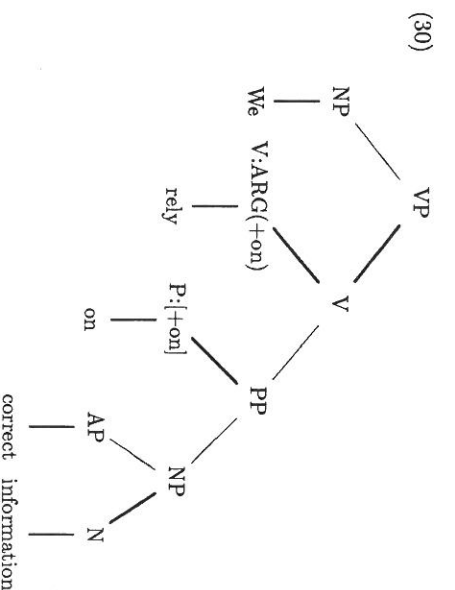 (30)
VP
NP V
We V:ARG(+on) PP
rely P:[+on] NP
on AP N
correct information